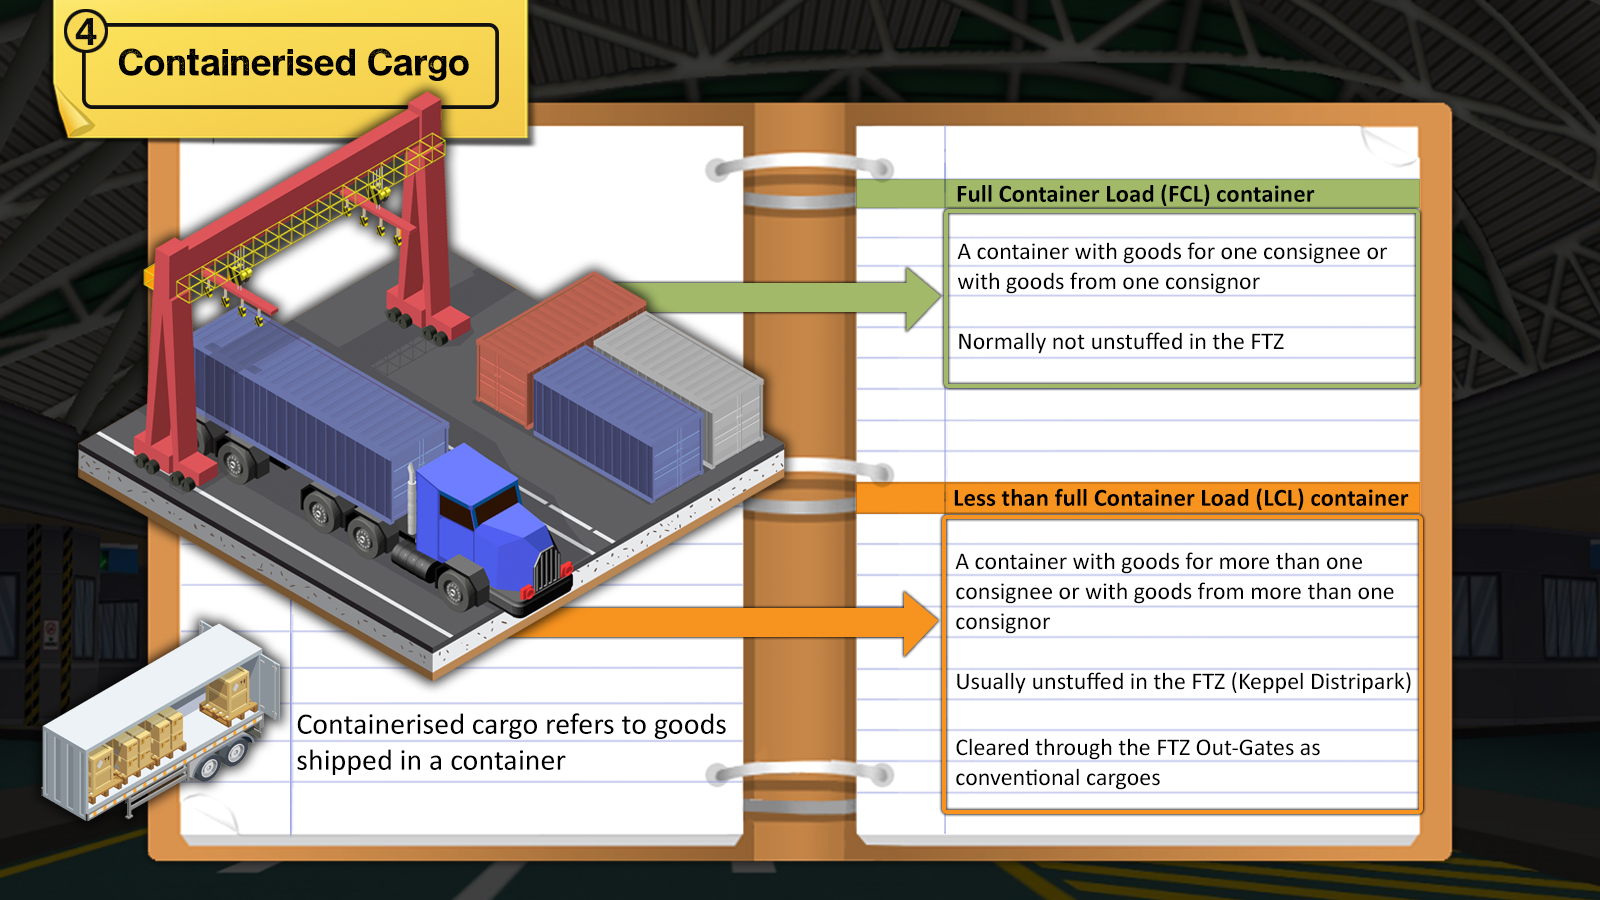 4
Containerised Cargo
Full Container Load (FCL) container
A container with goods for one consignee or
with goods from one consignor
Normally not unstuffed in the FTZ
Less than full Container Load (LCL) container
A container with goods for more than one
consignee or with goods from more than one
consignor
Usually unstuffed in the FTZ (Keppel Distripark)
Cleared through the FTZ Out-Gates as
conventional cargoes
Containerised cargo refers to goods
shipped in a container